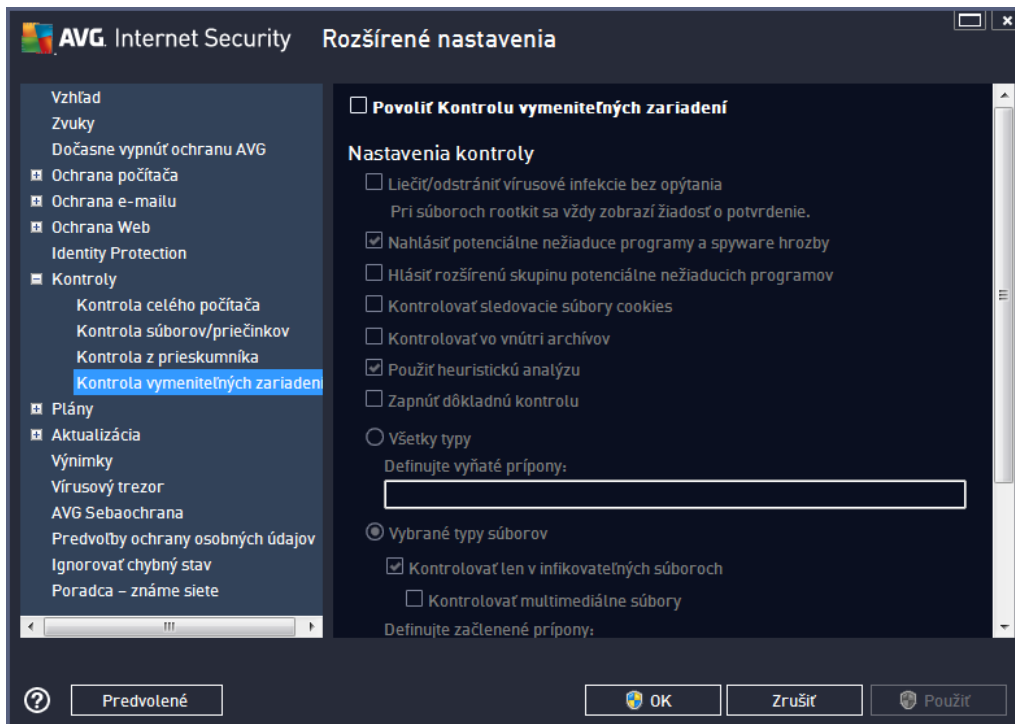 AVG. Internet Security Rozšírené nastavenia
Vzhľad
Zvuky
Dočasne vypnúť ochranu AVG
Ochrana počítača
Ochrana e-mailu
Ochrana Web
Identity Protection
Kontroly
Kontrola celého počítača
Kontrola súborov/priečinkov
Kontrola z prieskumníka
Kontrola vymeniteľných zariadení
Plány
Aktualizácia
Výnimky
Vírusový trezor
AVG Sebaochrana
Predvoľby ochrany osobných údajov
Ignorovať chybný stav
Poradca – známe siete
Povoliť Kontrolu vymeniteľných zariadení
Nastavenia kontroly
Liečiť/odstrániť vírusové infekcie bez opýtania
Pri súboroch rootkit sa vždy zobrazí žiadosť o potvrdenie.
Nahlásiť potenciálne nežiaduce programy a spyware hrozby
Hlásiť rozšírenú skupinu potenciálne nežiaducich programov
Kontrolovať sledovacie súbory cookies
Kontrolovať vo vnútri archívov
Použiť heuristickú analýzu
Zapnúť dôkladnú kontrolu
Všetky typy
Definujte vyňaté prípony:
Vybrané typy súborov
Kontrolovať len v infikovateľných súboroch
Kontrolovať multimediálne súbory
Definujte začlenené prípony:
Predvolené
OK
Zrušiť
Použiť